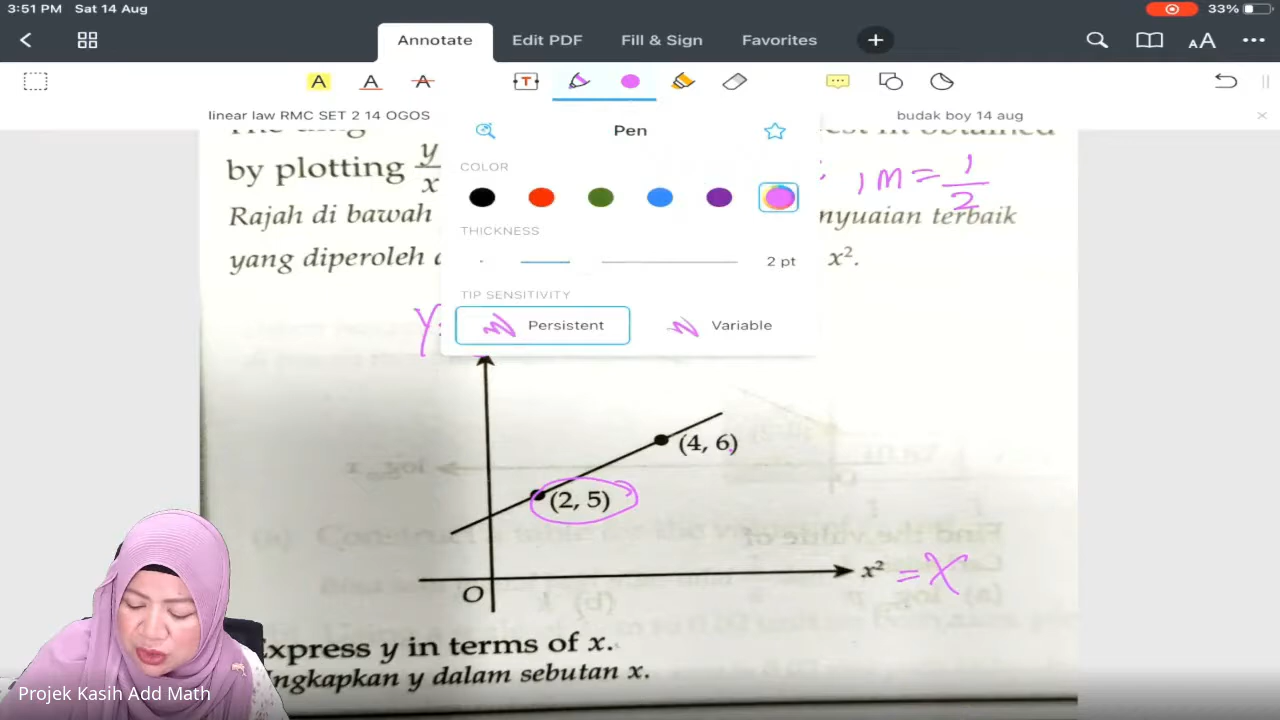 3:51 PM Sat 14 Aug
33%
Annotate
Edit PDF
Fill & Sign
Favorites
AA
A A A
T
linear law RMC SET 2 14 OGOS
budak boy 14 aug
Pen
by plotting y/x
, m = 1/2
COLOR
Rajah di bawah
nyuaian terbaik
THICKNESS
yang diperoleh
x².
2 pt
TIP SENSITIVITY
Persistent
Variable
Y
(4, 6)
(2, 5)
x² = X
O
Express y in terms of x.
Ungkapkan y dalam sebutan x.
Projek Kasih Add Math